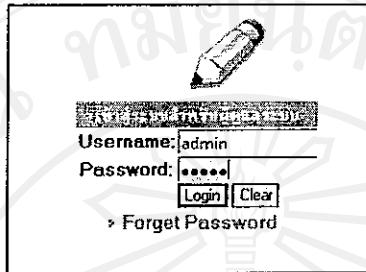 Username: admin
Password: •••••
Login Clear
> Forget Password